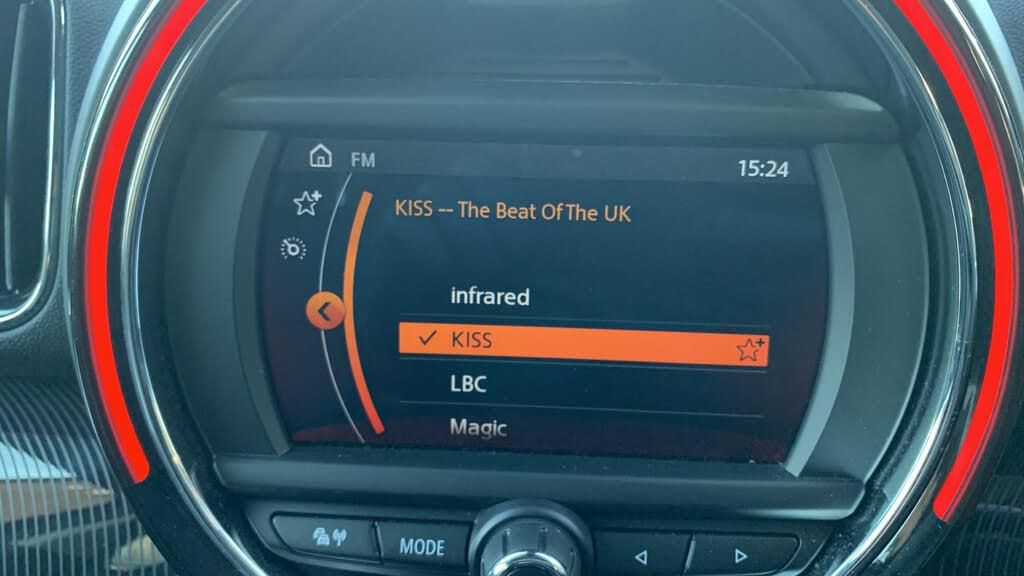 FM
15:24
KISS -- The Beat Of The UK
infrared
KISS
LBC
Magic
MODE